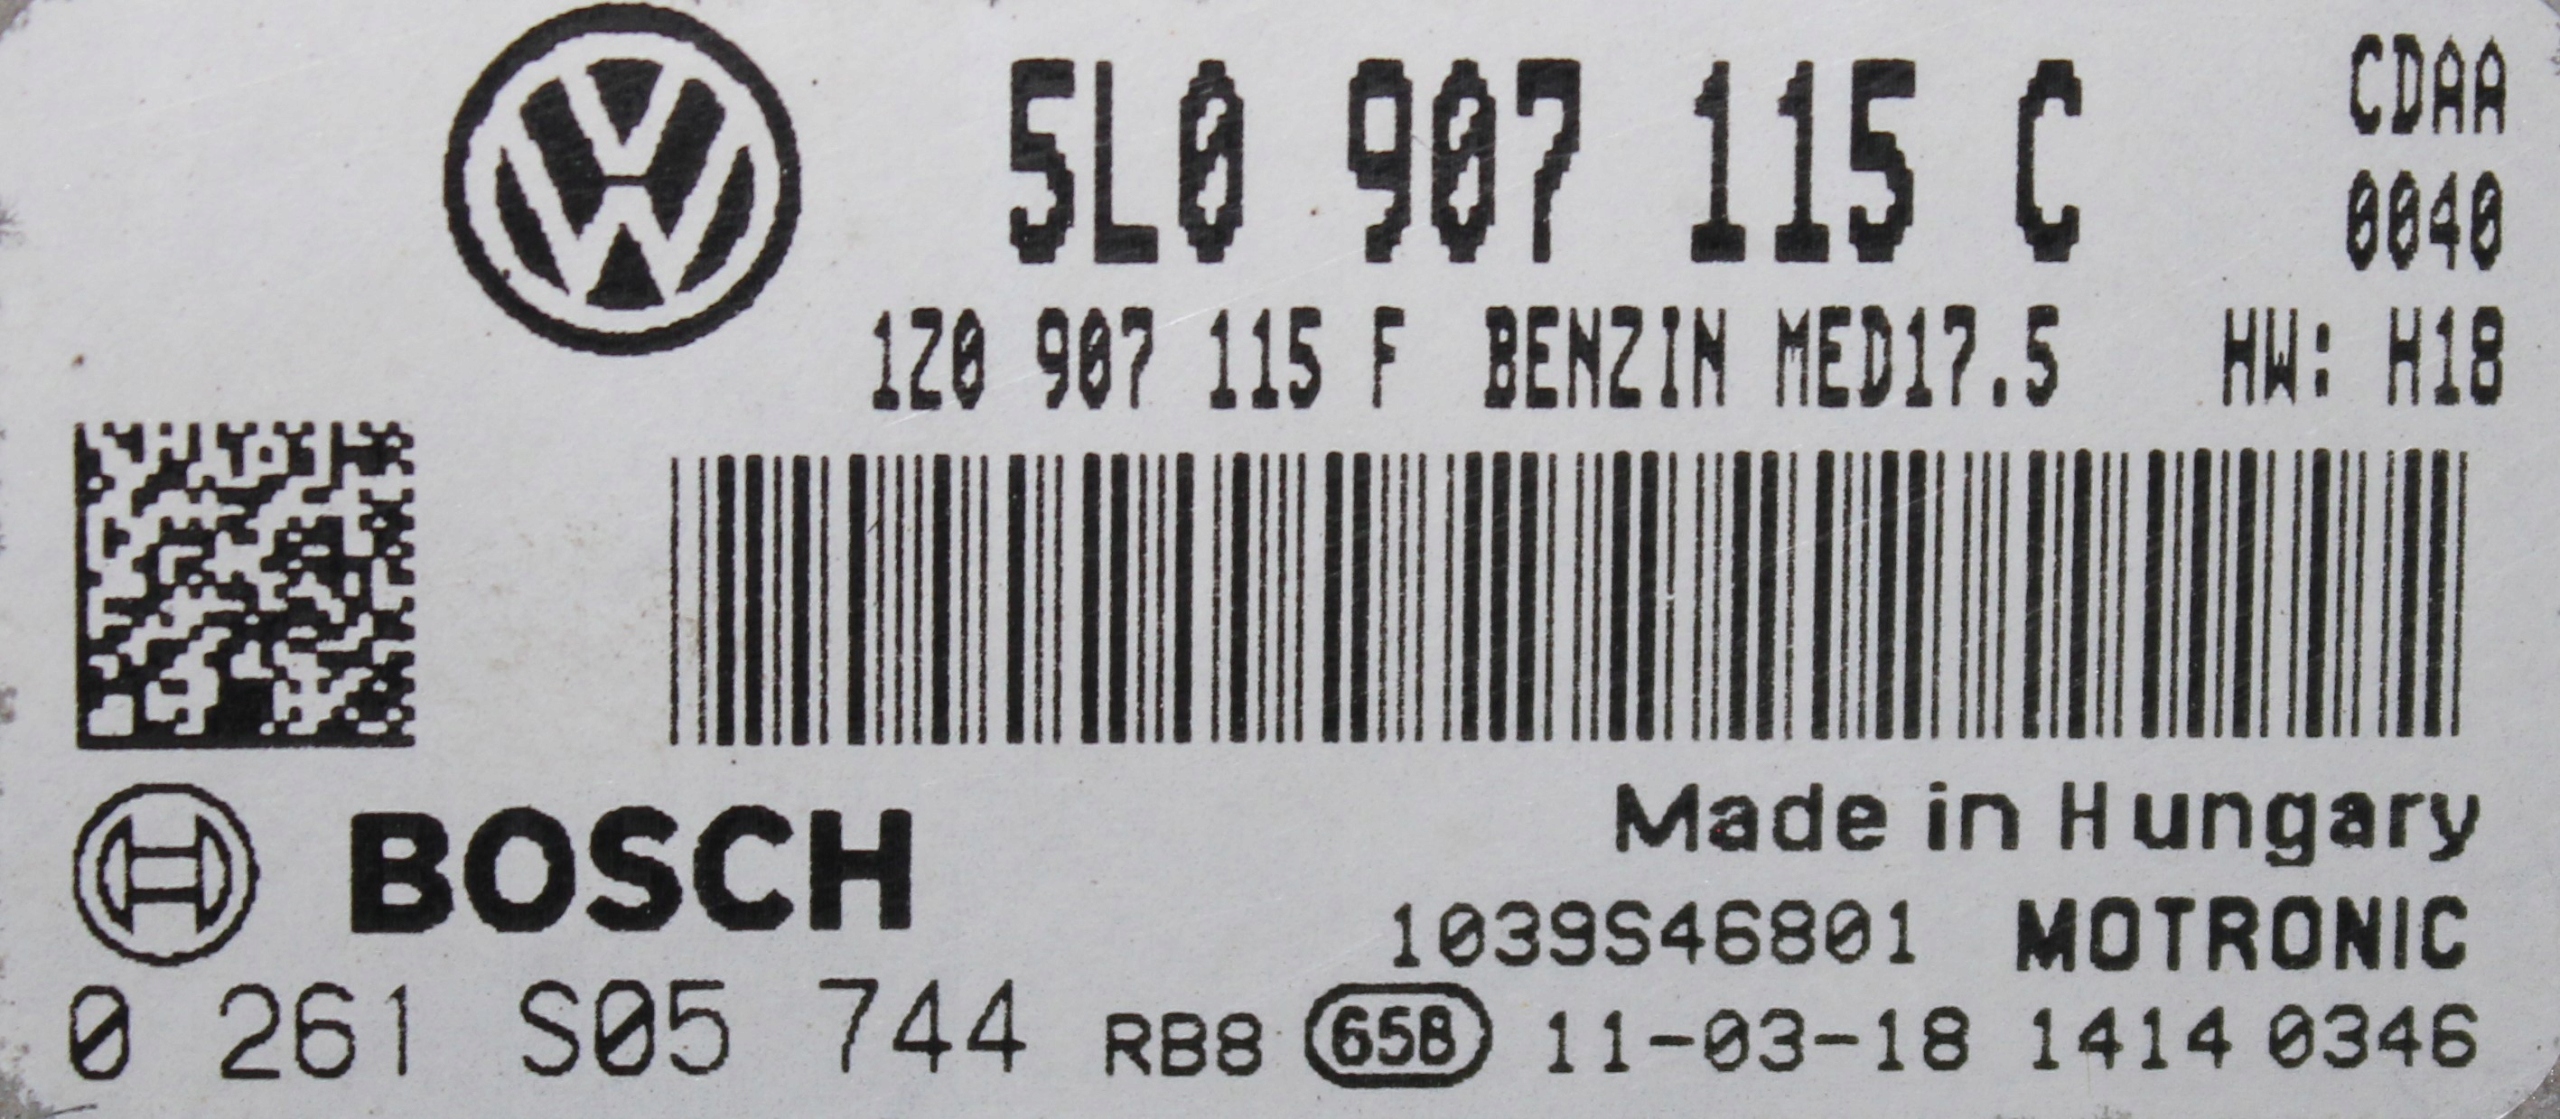 5L0 907 115 C CDAA
0040
1Z0 907 115 F BENZIN MED17.5 HW: H18
BOSCH Made in Hungary
1039S46801 MOTRONIC
0 261 S05 744 RB8 65B 11-03-18 1414 0346